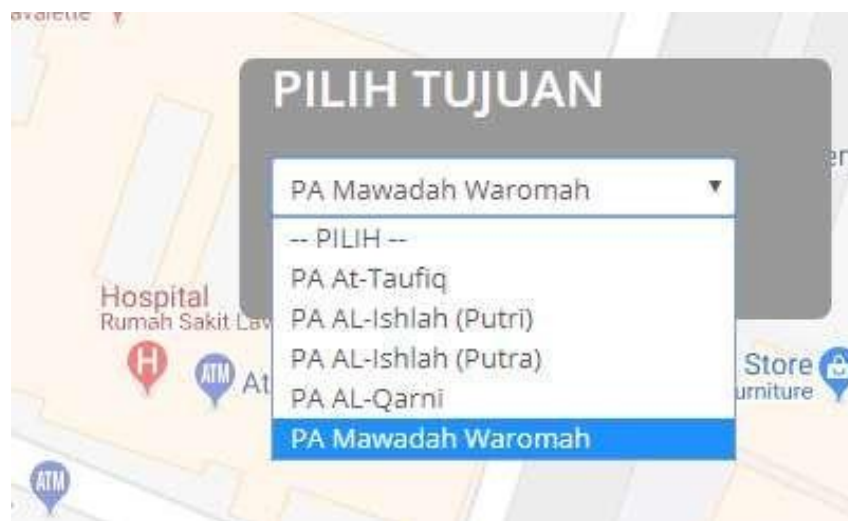 PILIH TUJUAN
PA Mawadah Waromah
-- PILIH --
PA At-Taufiq
PA AL-Ishlah (Putri)
PA AL-Ishlah (Putra)
PA AL-Qarni
PA Mawadah Waromah
Hospital
Rumah Sakit
ATM
At
Store
ATM